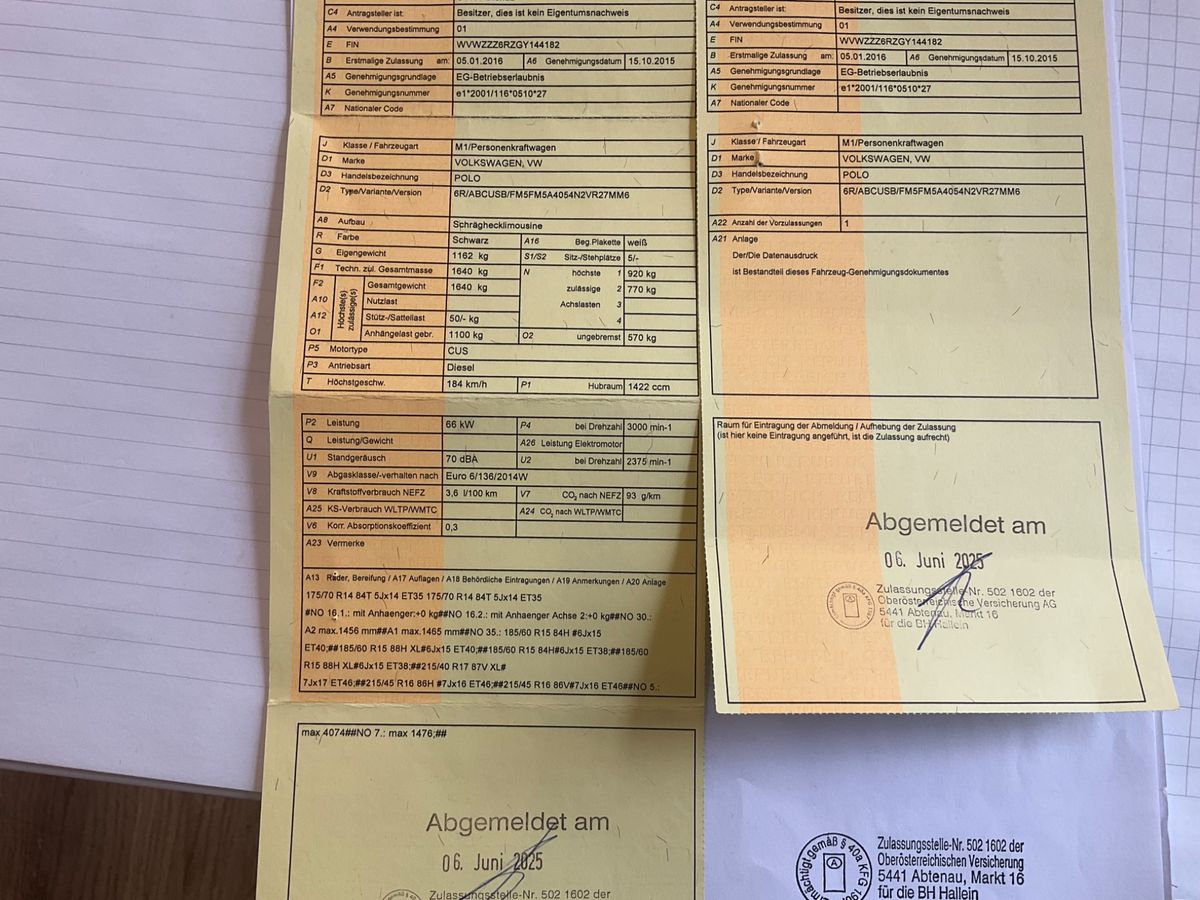 C4 Antragsteller ist: Besitzer, dies ist kein Eigentumsnachweis
A4 Verwendungsbestimmung 01
E FIN WVWZZZ6RZGY144182
B Erstmalige Zulassung am: 05.01.2016 A6 Genehmigungsdatum 15.10.2015
A5 Genehmigungsgrundlage EG-Betriebserlaubnis
K Genehmigungsnummer e1*2001/116*0510*27
A7 Nationaler Code
J Klasse / Fahrzeugart M1/Personenkraftwagen
D1 Marke VOLKSWAGEN, VW
D3 Handelsbezeichnung POLO
D2 Type/Variante/Version 6R/ABCUSB/FM5FM5A4054N2VR27MM6
A8 Aufbau Schräghecklimousine
R Farbe Schwarz A16 Beg.Plakette weiß
G Eigengewicht 1162 kg S1/S2 Sitz-/Stehplätze 5/-
F1 Techn. zul. Gesamtmasse 1640 kg N höchste 1 920 kg
F2 Höchste(s) zulässige(s) Gesamtgewicht 1640 kg zulässige 2 770 kg
A10 Nutzlast Achslasten 3
A12 Stütz-/Sattellast 50/- kg 4
O1 Anhängelast gebr. 1100 kg O2 ungebremst 570 kg
P5 Motortype CUS
P3 Antriebsart Diesel
T Höchstgeschw. 184 km/h P1 Hubraum 1422 ccm
P2 Leistung 66 kW P4 bei Drehzahl 3000 min-1
Q Leistung/Gewicht A26 Leistung Elektromotor
U1 Standgeräusch 70 dBA U2 bei Drehzahl 2375 min-1
V9 Abgasklasse/-verhalten nach Euro 6/136/2014W
V8 Kraftstoffverbrauch NEFZ 3,6 l/100 km V7 CO₂ nach NEFZ 93 g/km
A25 KS-Verbrauch WLTP/WMTC A24 CO₂ nach WLTP/WMTC
V6 Korr. Absorptionskoeffizient 0,3
A23 Vermerke
A13 Räder, Bereifung / A17 Auflagen / A18 Behördliche Eintragungen / A19 Anmerkungen / A20 Anlage
175/70 R14 84T 5Jx14 ET35 175/70 R14 84T 5Jx14 ET35
#NO 16.1.: mit Anhaenger:+0 kg##NO 16.2.: mit Anhaenger Achse 2:+0 kg##NO 30.:
A2 max.1456 mm##A1 max.1465 mm##NO 35.: 185/60 R15 84H #6Jx15
ET40;##185/60 R15 88H XL#6Jx15 ET40;##185/60 R15 84H#6Jx15 ET38;##185/60
R15 88H XL#6Jx15 ET38;##215/40 R17 87V XL#
7Jx17 ET46;##215/45 R16 86H #7Jx16 ET46;##215/45 R16 86V#7Jx16 ET46##NO 5.:
max 4074##NO 7.: max 1476;##
Abgemeldet am
06. Juni 2025
Zulassungsstelle-Nr. 502 1602 der
C4 Antragsteller ist: Besitzer, dies ist kein Eigentumsnachweis
A4 Verwendungsbestimmung 01
E FIN WVWZZZ6RZGY144182
B Erstmalige Zulassung am: 05.01.2016 A6 Genehmigungsdatum 15.10.2015
A5 Genehmigungsgrundlage EG-Betriebserlaubnis
K Genehmigungsnummer e1*2001/116*0510*27
A7 Nationaler Code
J Klasse / Fahrzeugart M1/Personenkraftwagen
D1 Marke VOLKSWAGEN, VW
D3 Handelsbezeichnung POLO
D2 Type/Variante/Version 6R/ABCUSB/FM5FM5A4054N2VR27MM6
A22 Anzahl der Vorzulassungen 1
A21 Anlage
Der/Die Datenausdruck
ist Bestandteil dieses Fahrzeug-Genehmigungsdokumentes
Raum für Eintragung der Abmeldung / Aufhebung der Zulassung
(ist hier keine Eintragung angeführt, ist die Zulassung aufrecht)
Abgemeldet am
06. Juni 2025
Zulassungsstelle-Nr. 502 1602 der
Oberösterreichische Versicherung AG
5441 Abtenau, Markt 16
für die BH Hallein
gemäß § 40a KFG
Zulassungsstelle-Nr. 502 1602 der
Oberösterreichischen Versicherung
5441 Abtenau, Markt 16
für die BH Hallein